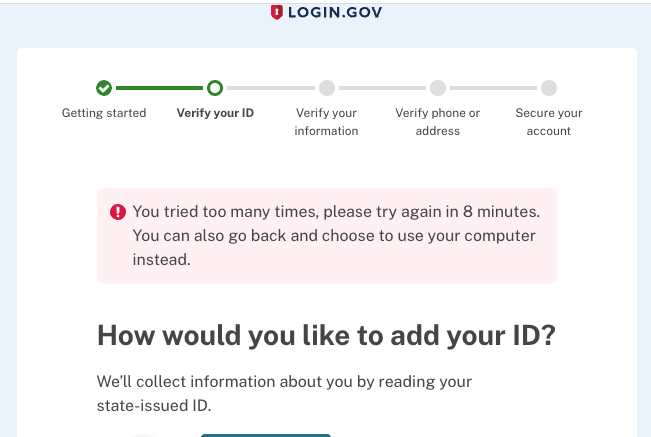 LOGIN.GOV
Getting started
Verify your ID
Verify your
information
Verify phone or
address
Secure your
account
You tried too many times, please try again in 8 minutes.
You can also go back and choose to use your computer
instead.
How would you like to add your ID?
We'll collect information about you by reading your
state-issued ID.